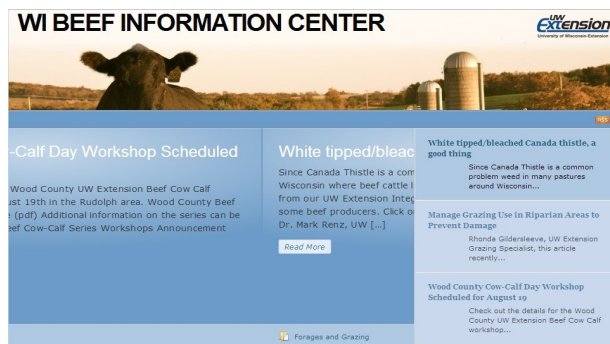 WI BEEF INFORMATION CENTER
UW
Extension
University of Wisconsin-Extension
RSS
-Calf Day Workshop Scheduled
Wood County UW Extension Beef Cow Calf
ust 19th in the Rudolph area. Wood County Beef
(pdf) Additional information on the series can be
eef Cow-Calf Series Workshops Announcement
White tipped/bleac
Since Canada Thistle is a com
Wisconsin where beef cattle l
from our UW Extension Integ
some beef producers. Click o
Dr. Mark Renz, UW […]
Read More
Forages and Grazing
White tipped/bleached Canada thistle, a
good thing
Since Canada Thistle is a common
problem weed in many pastures
around Wisconsin...
Manage Grazing Use in Riparian Areas to
Prevent Damage
Rhonda Gildersleeve, UW Extension
Grazing Specialist, this article
recently...
Wood County Cow-Calf Day Workshop
Scheduled for August 19
Check out the details for the Wood
County UW Extension Beef Cow Calf
workshop...